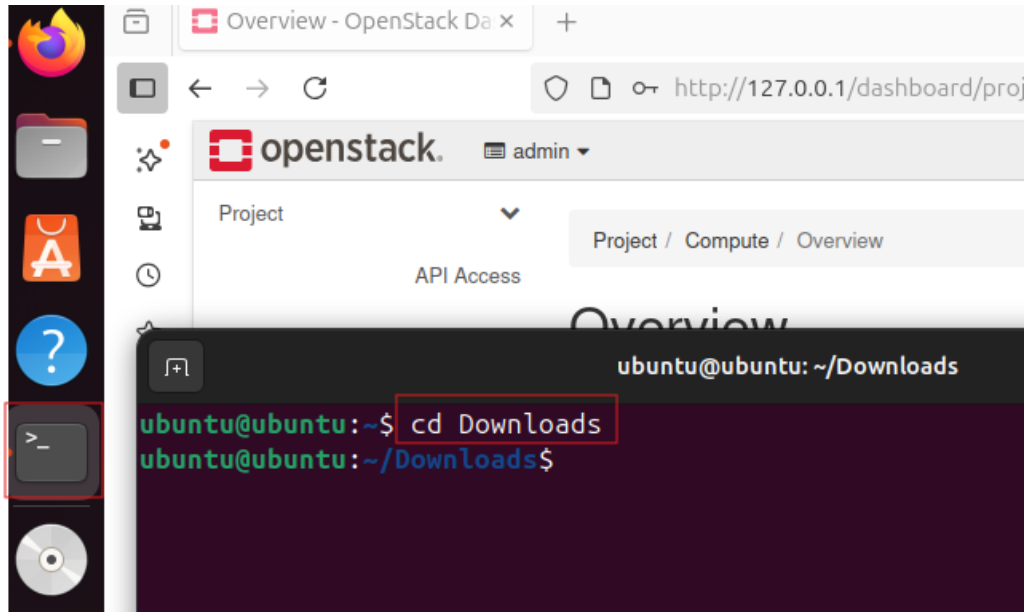 Overview - OpenStack Da
http://127.0.0.1/dashboard/proj
openstack.
admin
Project
Project / Compute / Overview
API Access
Overview
ubuntu@ubuntu: ~/Downloads
ubuntu@ubuntu:~$ cd Downloads
ubuntu@ubuntu:~/Downloads$